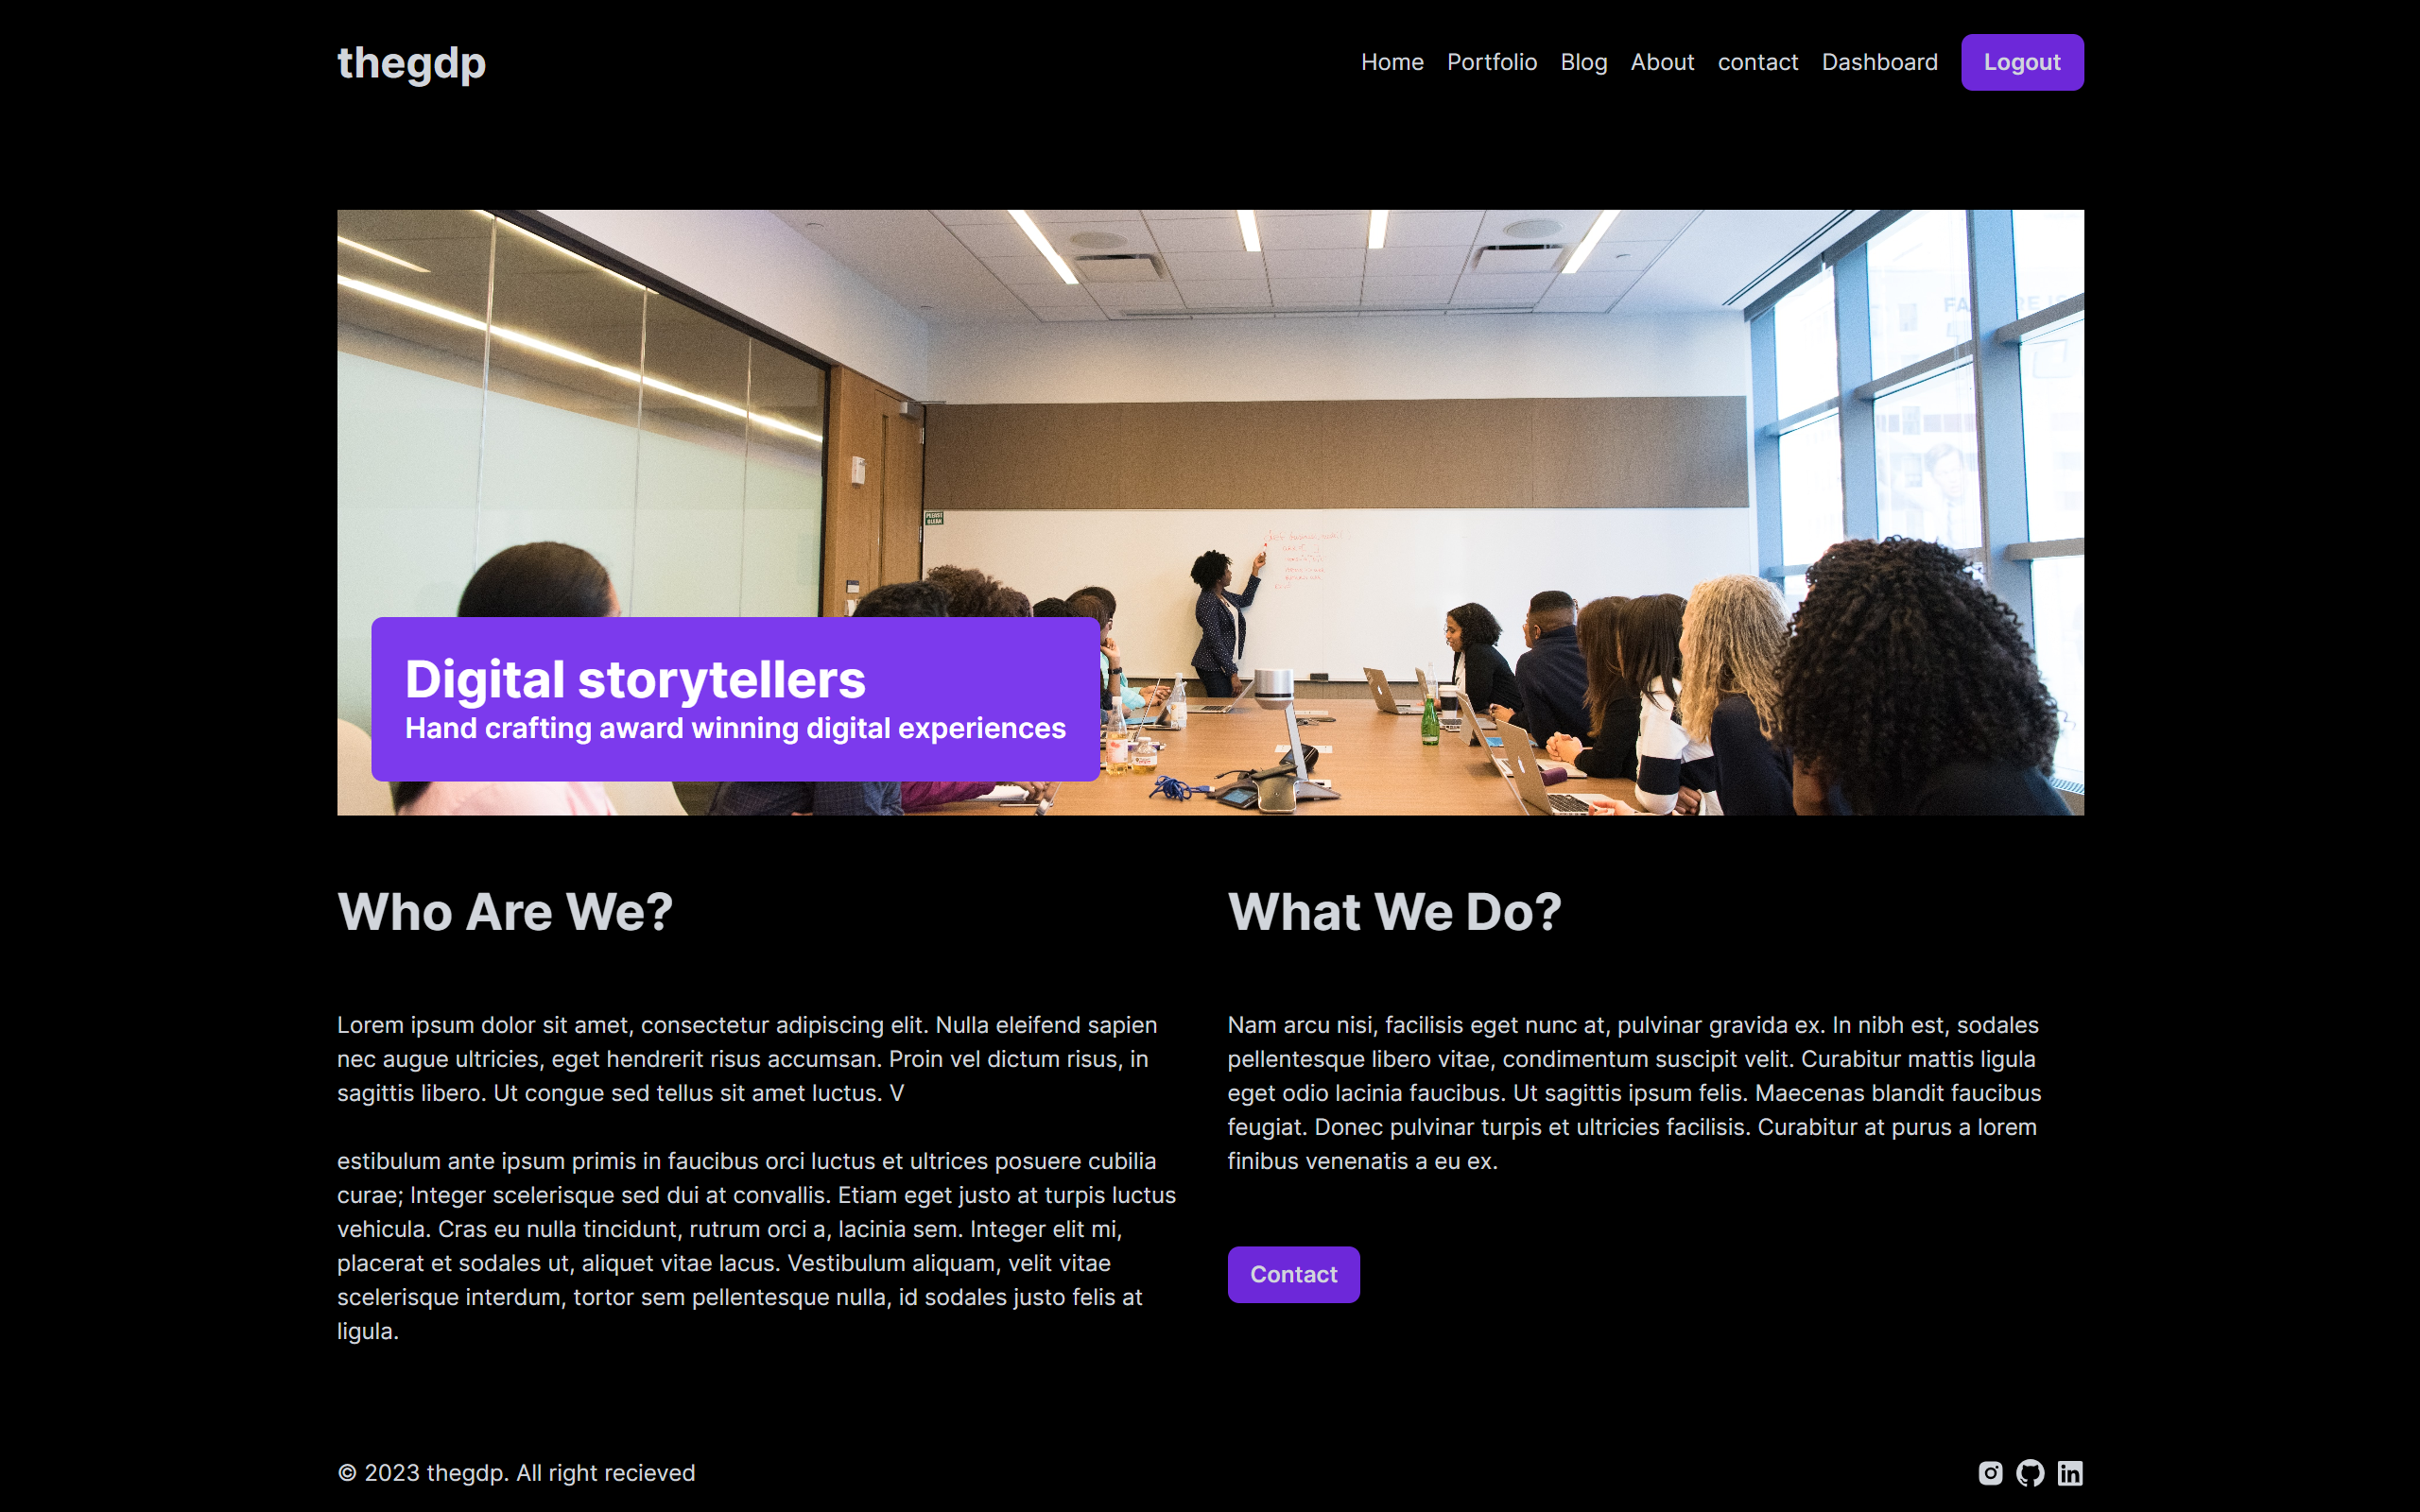 thegdp
Home Portfolio Blog About contact Dashboard Logout
PLEASE
CLEAN
Digital storytellers
Hand crafting award winning digital experiences
Who Are We?
Lorem ipsum dolor sit amet, consectetur adipiscing elit. Nulla eleifend sapien
nec augue ultricies, eget hendrerit risus accumsan. Proin vel dictum risus, in
sagittis libero. Ut congue sed tellus sit amet luctus. V
estibulum ante ipsum primis in faucibus orci luctus et ultrices posuere cubilia
curae; Integer scelerisque sed dui at convallis. Etiam eget justo at turpis luctus
vehicula. Cras eu nulla tincidunt, rutrum orci a, lacinia sem. Integer elit mi,
placerat et sodales ut, aliquet vitae lacus. Vestibulum aliquam, velit vitae
scelerisque interdum, tortor sem pellentesque nulla, id sodales justo felis at
ligula.
What We Do?
Nam arcu nisi, facilisis eget nunc at, pulvinar gravida ex. In nibh est, sodales
pellentesque libero vitae, condimentum suscipit velit. Curabitur mattis ligula
eget odio lacinia faucibus. Ut sagittis ipsum felis. Maecenas blandit faucibus
feugiat. Donec pulvinar turpis et ultricies facilisis. Curabitur at purus a lorem
finibus venenatis a eu ex.
Contact
© 2023 thegdp. All right recieved